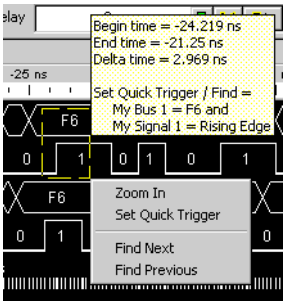 elay
Begin time = -24.219 ns
End time = -21.25 ns
Delta time = 2.969 ns
Set Quick Trigger / Find =
My Bus 1 = F6 and
My Signal 1 = Rising Edge
-25 ns
F6
0 1 0 1 0 1
F6
0 1 0
Zoom In
Set Quick Trigger
Find Next
Find Previous